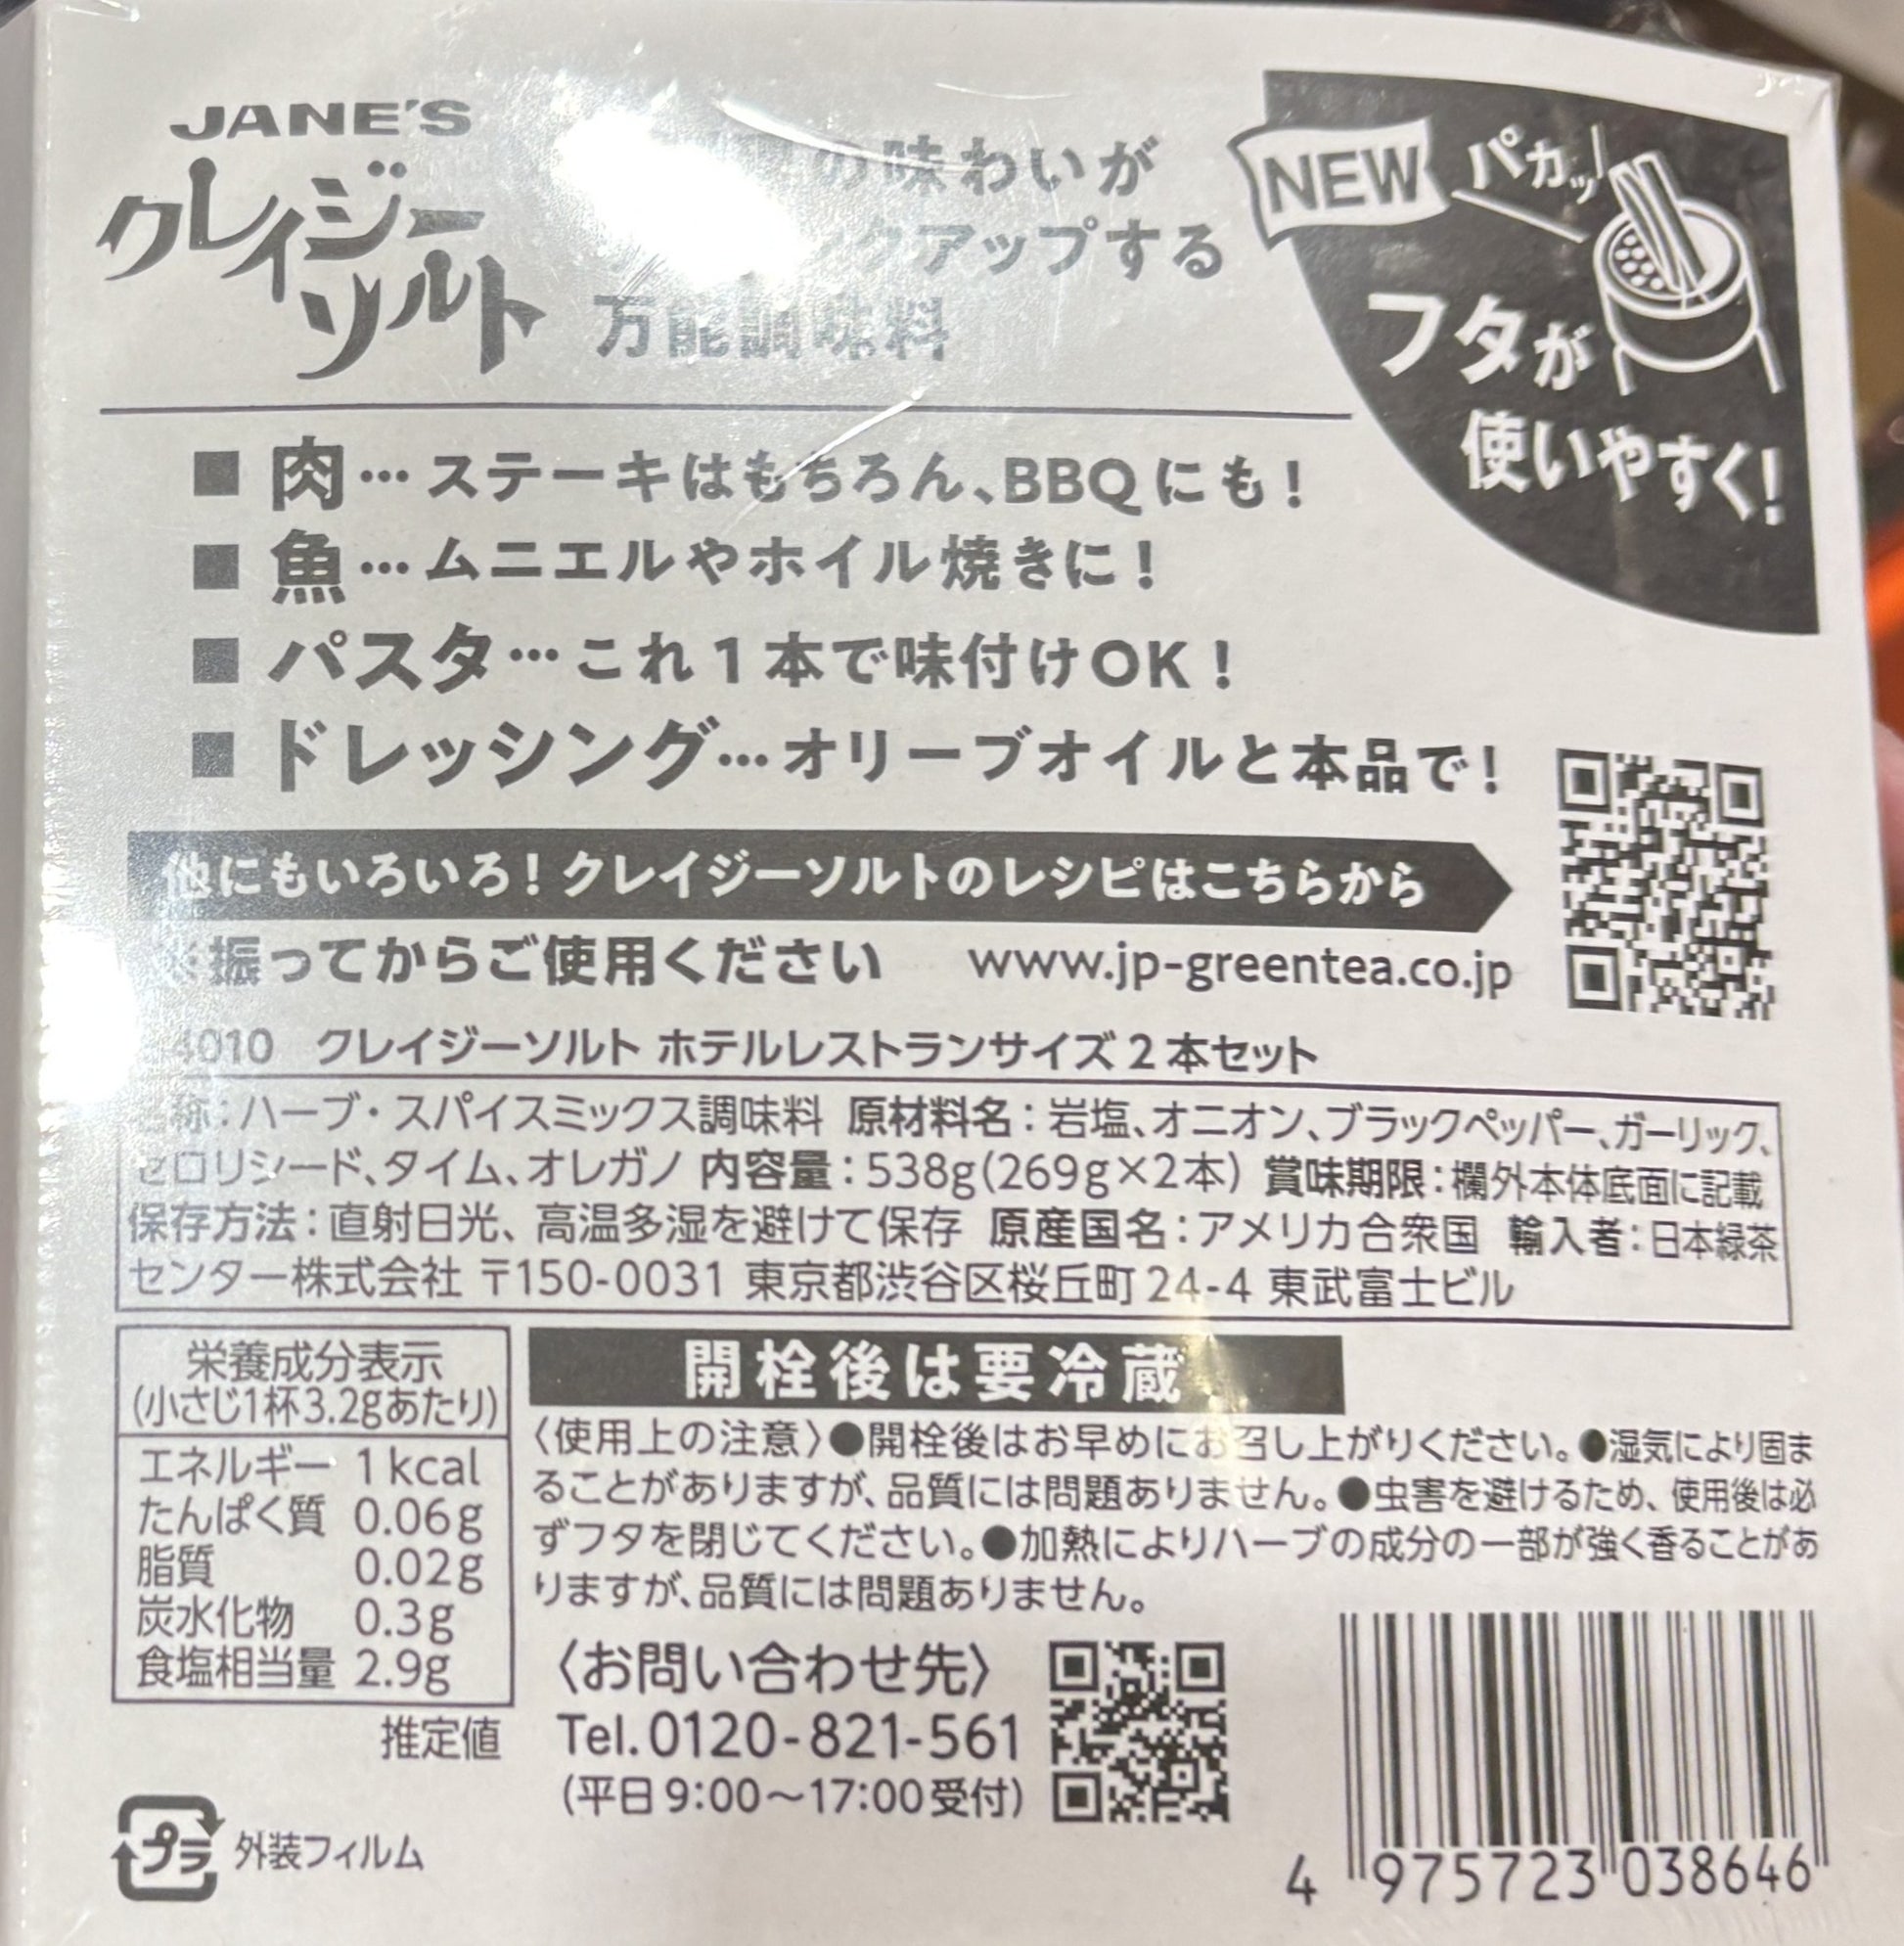 JANE'S
クレイジー
ソルト
の味わいが
クアップする
万能調味料
NEW
パカッ
フタが
使いやすく!
■ 肉…ステーキはもちろん、BBQにも!
■ 魚…ムニエルやホイル焼きに!
■ パスタ…これ1本で味付けOK!
■ ドレッシング…オリーブオイルと本品で!
他にもいろいろ!クレイジーソルトのレシピはこちらから
※振ってからご使用ください www.jp-greentea.co.jp
4010 クレイジーソルト ホテルレストランサイズ2本セット
称:ハーブ・スパイスミックス調味料 原材料名:岩塩、オニオン、ブラックペッパー、ガーリック、
セロリシード、タイム、オレガノ 内容量:538g(269g×2本) 賞味期限:欄外本体底面に記載
保存方法:直射日光、高温多湿を避けて保存 原産国名:アメリカ合衆国 輸入者:日本緑茶
センター株式会社 〒150-0031 東京都渋谷区桜丘町24-4 東武富士ビル
栄養成分表示
(小さじ1杯3.2gあたり)
エネルギー 1kcal
たんぱく質 0.06g
脂質 0.02g
炭水化物 0.3g
食塩相当量 2.9g
推定値
開栓後は要冷蔵
〈使用上の注意〉●開栓後はお早めにお召し上がりください。●湿気により固ま
ることがありますが、品質には問題ありません。●虫害を避けるため、使用後は必
ずフタを閉じてください。●加熱によりハーブの成分の一部が強く香ることがあ
りますが、品質には問題ありません。
〈お問い合わせ先〉
Tel.0120-821-561
(平日9:00〜17:00受付)
プラ 外装フィルム
4 975723 038646